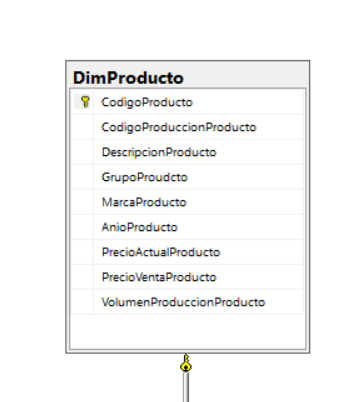 DimProducto
CodigoProducto
CodigoProduccionProducto
DescripcionProducto
GrupoProudcto
MarcaProducto
AnioProducto
PrecioActualProducto
PrecioVentaProducto
VolumenProduccionProducto